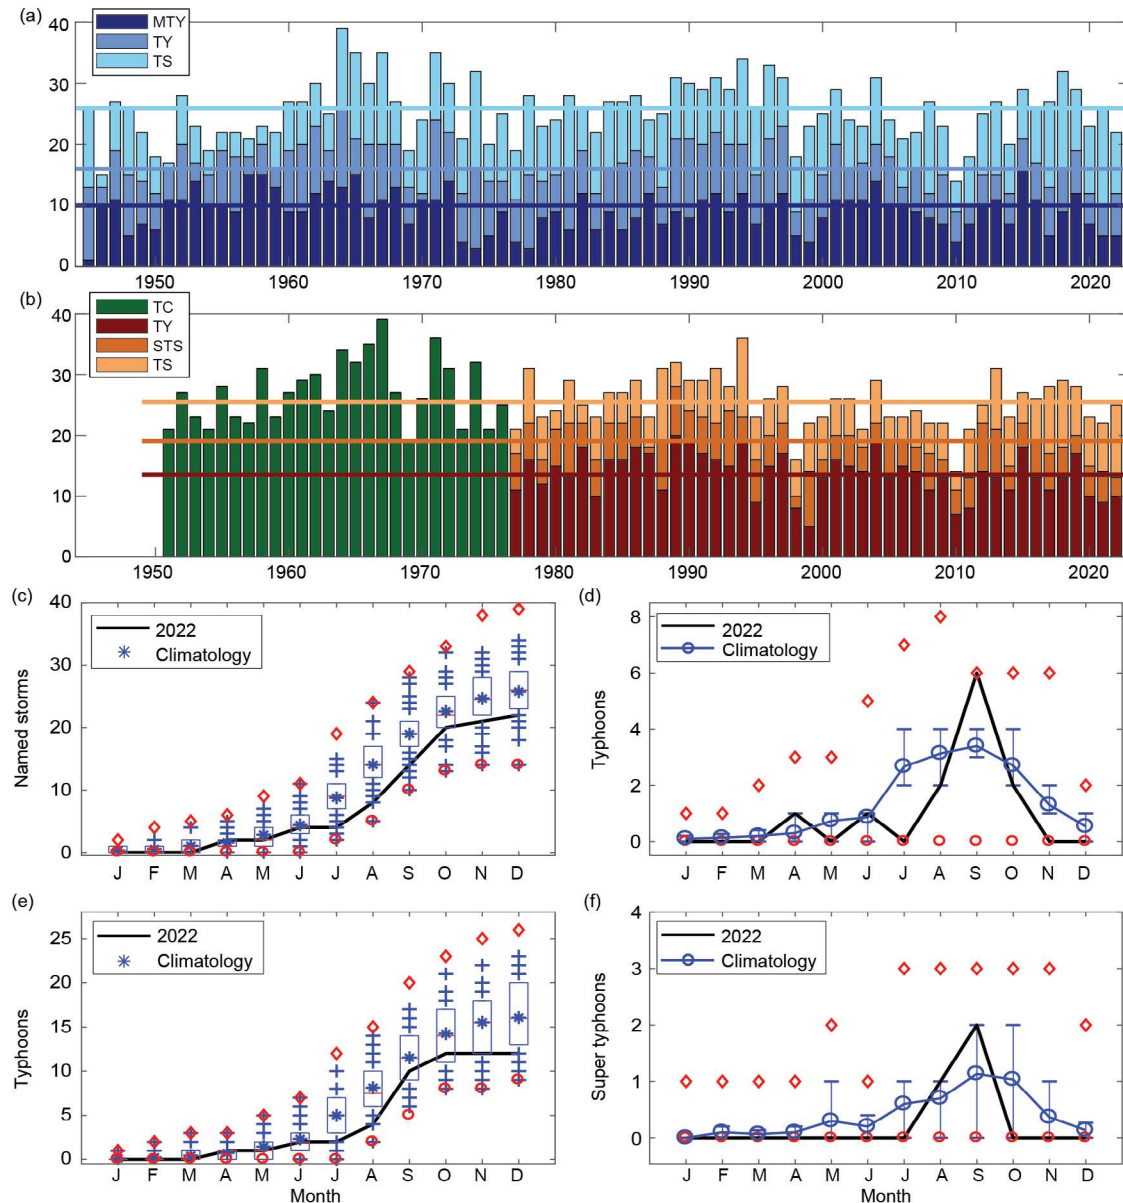 (a)
40
30
20
10
0
MTY
TY
TS
1950 1960 1970 1980 1990 2000 2010 2020
(b)
40
30
20
10
0
TC
TY
STS
TS
1950 1960 1970 1980 1990 2000 2010 2020
(c)
Named storms
40
30
20
10
0
2022
Climatology
J F M A M J J A S O N D
(d)
Typhoons
8
6
4
2
0
2022
Climatology
J F M A M J J A S O N D
(e)
Typhoons
25
20
15
10
5
0
2022
Climatology
J F M A M J J A S O N D
Month
(f)
Super typhoons
4
3
2
1
0
2022
Climatology
J F M A M J J A S O N D
Month